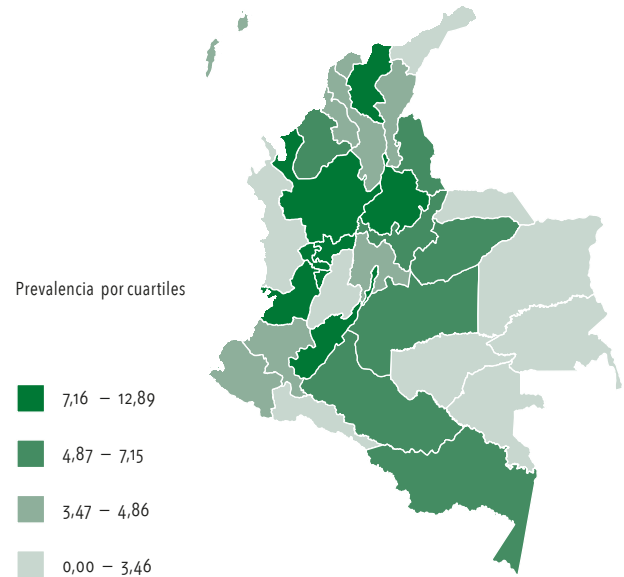 Prevalencia por cuartiles
7,16 – 12,89
4,87 – 7,15
3,47 – 4,86
0,00 – 3,46